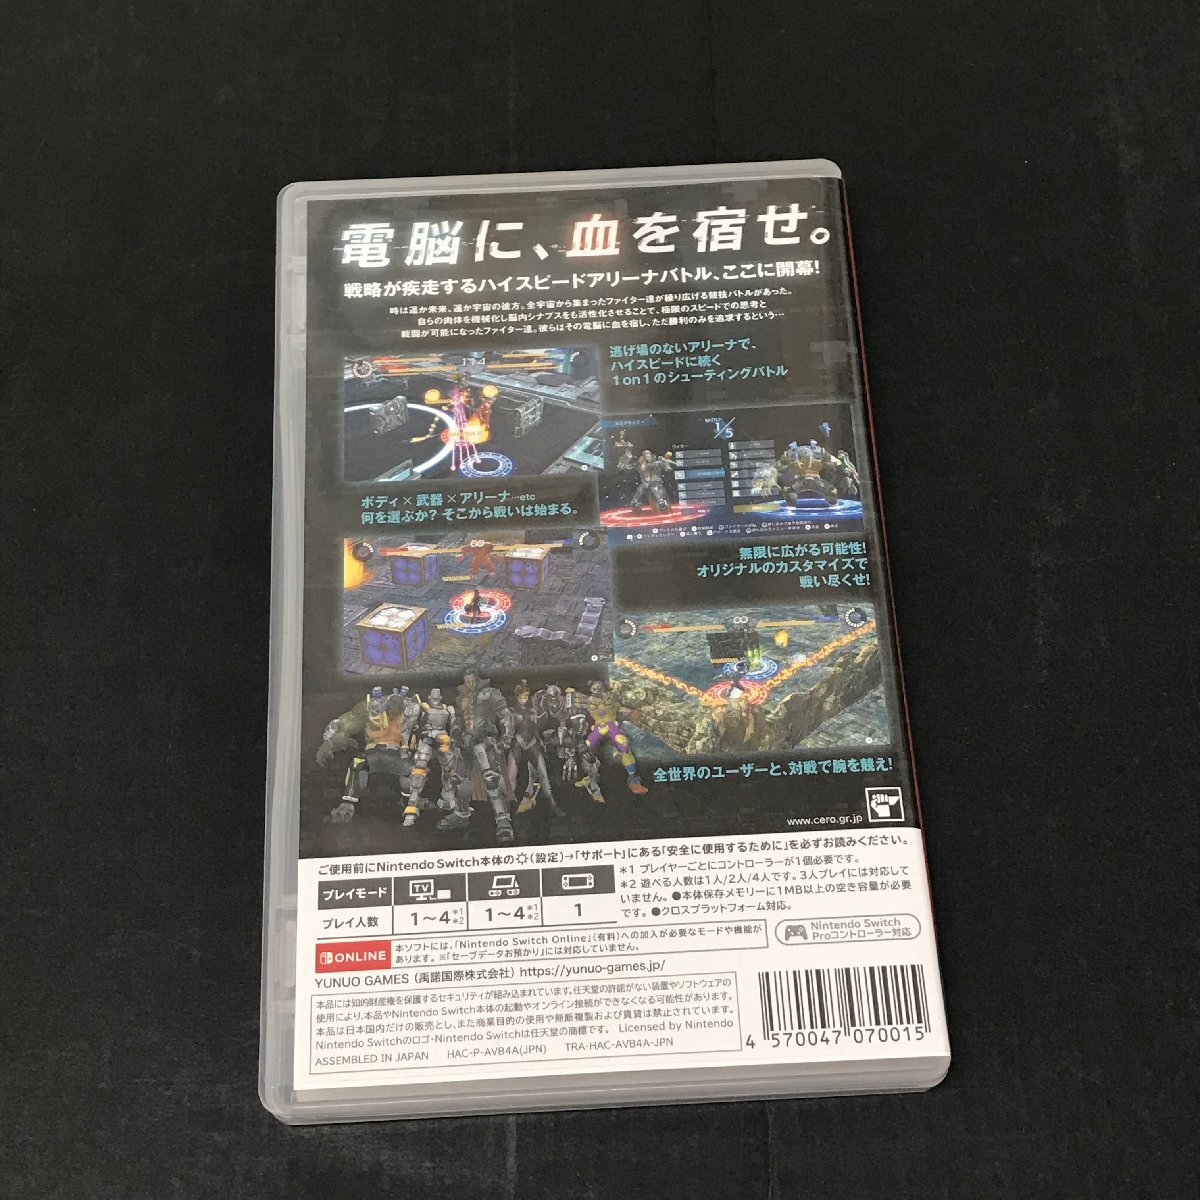 電脳に、血を宿せ。
戦略が疾走するハイスピードアリーナバトル、ここに開幕!
時は遥か未来、遥か宇宙の彼方。全宇宙から集まったファイター達が繰り広げる競技バトルがあった。
自らの肉体を機械化し脳内シナプスをも活性化させることで、極限のスピードでの思考と
戦闘が可能になったファイター達。彼らはその電脳に血を宿し、ただ勝利のみを追求するという…
逃げ場のないアリーナで、
ハイスピードに続く
1on1のシューティングバトル
カスタマイズ
BATTLE
1/5
ボディ×武器×アリーナ…etc
何を選ぶか? そこから戦いは始まる。
無限に広がる可能性!
オリジナルのカスタマイズで
戦い尽くせ!
全世界のユーザーと、対戦で腕を競え!
www.cero.gr.jp
ご使用前にNintendo Switch本体の(設定)→「サポート」にある「安全に使用するために」を必ずお読みください。
プレイモード
TV
プレイ人数
1~4 *1 *2
1~4 *1 *2
1
*1 プレイヤーごとにコントローラーが1個必要です。
*2 遊べる人数は1人/2人/4人です。3人プレイには対応して
いません。●本体保存メモリーに1MB以上の空き容量が必要
です。●クロスプラットフォーム対応。
ONLINE
本ソフトには、「Nintendo Switch Online」(有料)への加入が必要なモードや機能が
あります。※「セーブデータお預かり」には対応していません。
Nintendo Switch
Proコントローラー対応
YUNUO GAMES (禹諾国際株式会社) https://yunuo-games.jp/
本品には知的財産権を保護するセキュリティが組み込まれています。任天堂の許諾がない装置やソフトウェアの
使用により、本品やNintendo Switch本体の起動やオンライン接続ができなくなる可能性があります。
本品は日本国内だけの販売とし、また商業目的の使用や無断複製および賃貸は禁止されています。
Nintendo Switchのロゴ・Nintendo Switchは任天堂の商標です。 Licensed by Nintendo
ASSEMBLED IN JAPAN HAC-P-AVB4A(JPN) TRA-HAC-AVB4A-JPN
4 570047 070015